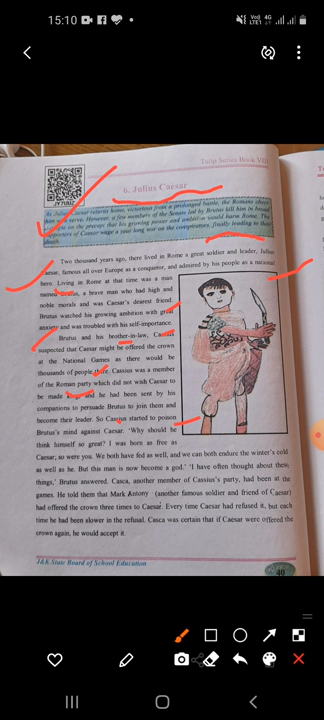 15:10
Vo))
LTE1
4G
Tulip Series Book VIII
6. Julius Caesar
As Julius Caesar returns home, victorious from a prolonged battle, the Romans cheer
him with verve. However, a few members of the Senate led by Brutus kill him in broad
daylight on the precept that his growing power and ambition would harm Rome. The
supporters of Caesar wage a year long war on the conspirators, finally leading to their
death.
Two thousand years ago, there lived in Rome a great soldier and leader, Julius
Caesar, famous all over Europe as a conqueror, and admired by his people as a national
hero. Living in Rome at that time was a man
named Brutus, a brave man who had high and
noble morals and was Caesar's dearest friend.
Brutus watched his growing ambition with great
anxiety and was troubled with his self-importance.
Brutus and his brother-in-law, Cassius
suspected that Caesar might be offered the crown
at the National Games as there would be
thousands of people there. Cassius was a member
of the Roman party which did not wish Caesar to
be made king and he had been sent by his
companions to persuade Brutus to join them and
become their leader. So Cassius started to poison
Brutus's mind against Caesar. 'Why should he
think himself so great? I was born as free as
Caesar; so were you. We both have fed as well, and we can both endure the winter's cold
as well as he. But this man is now become a god.' 'I have often thought about these
things,' Brutus answered. Casca, another member of Cassius's party, had been at the
games. He told them that Mark Antony (another famous soldier and friend of Caesar)
had offered the crown three times to Caesar. Every time Caesar had refused it, but each
time he had been slower in the refusal. Casca was certain that if Caesar were offered the
crown again, he would accept it.
J&K State Board of School Education
40